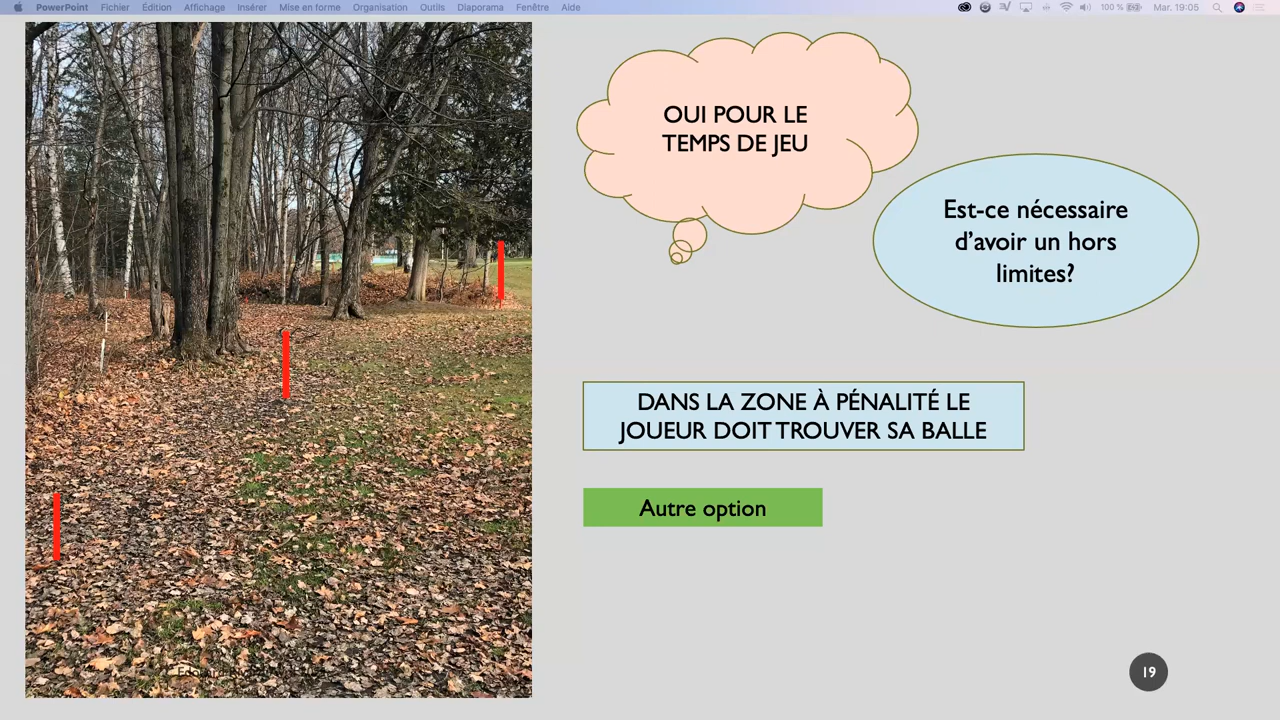 PowerPoint Fichier Édition Affichage Insérer Mise en forme Organisation Outils Diaporama Fenêtre Aide
100 % Mar. 19:05
OUI POUR LE
TEMPS DE JEU
Est-ce nécessaire
d’avoir un hors
limites?
DANS LA ZONE À PÉNALITÉ LE
JOUEUR DOIT TROUVER SA BALLE
Autre option
19